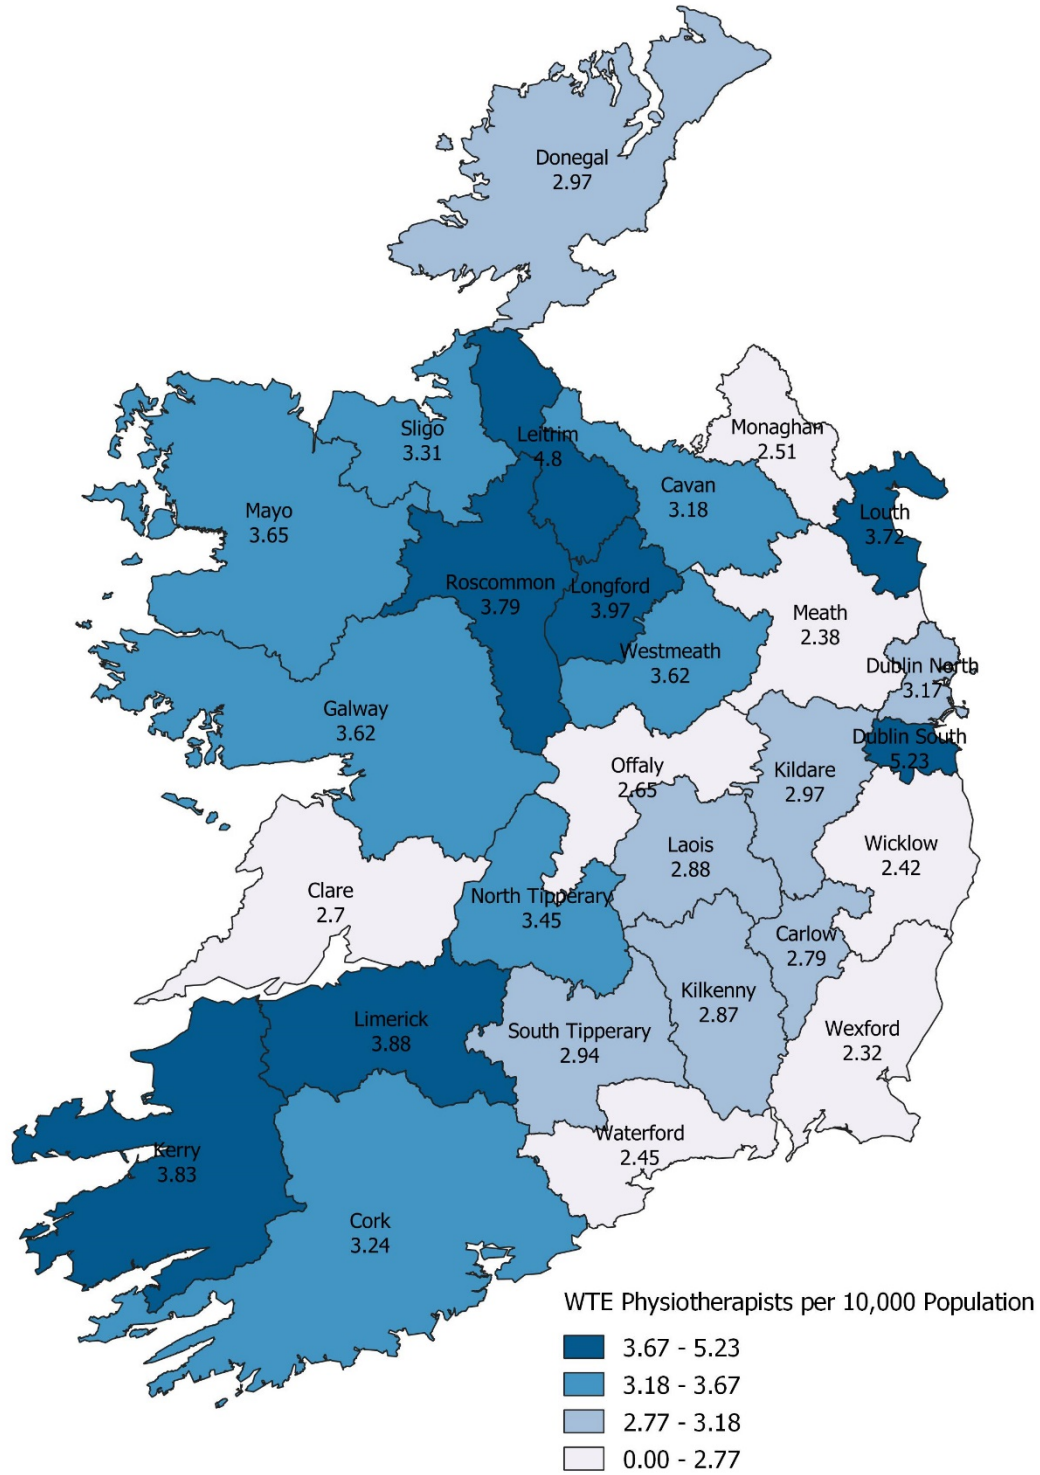 Donegal
2.97
Sligo
3.31
Leitrim
4.8
Monaghan
2.51
Cavan
3.18
Louth
3.72
Mayo
3.65
Roscommon
3.79
Longford
3.97
Meath
2.38
Westmeath
3.62
Dublin North
3.17
Galway
3.62
Dublin South
5.23
Offaly
2.65
Kildare
2.97
Laois
2.88
Wicklow
2.42
Clare
2.7
North Tipperary
3.45
Carlow
2.79
Kilkenny
2.87
Limerick
3.88
South Tipperary
2.94
Wexford
2.32
Waterford
2.45
Kerry
3.83
Cork
3.24
WTE Physiotherapists per 10,000 Population
3.67 - 5.23
3.18 - 3.67
2.77 - 3.18
0.00 - 2.77